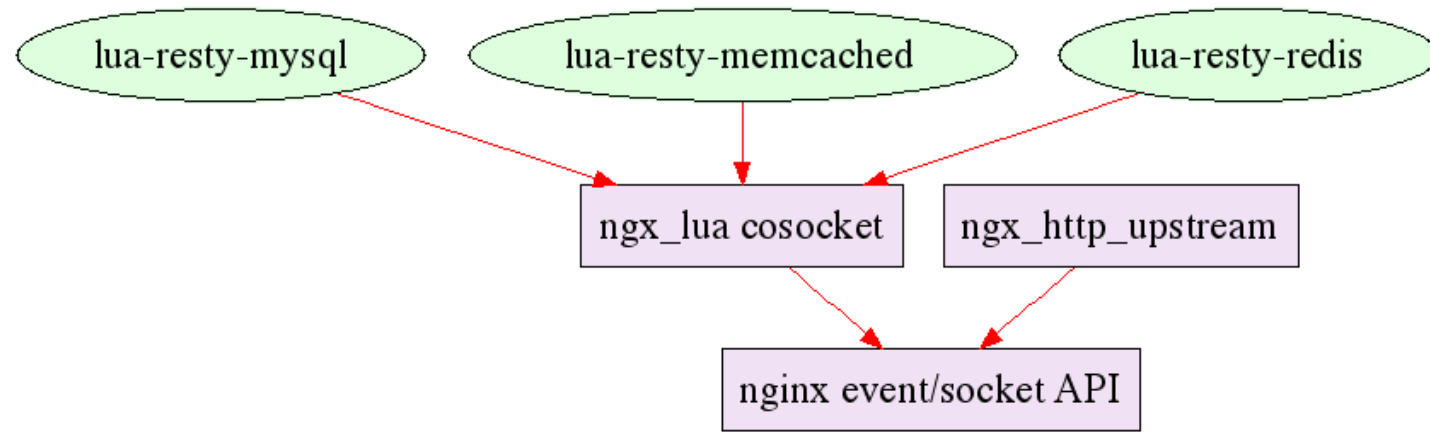 lua-resty-mysql
lua-resty-memcached
lua-resty-redis
ngx_lua cosocket
ngx_http_upstream
nginx event/socket API